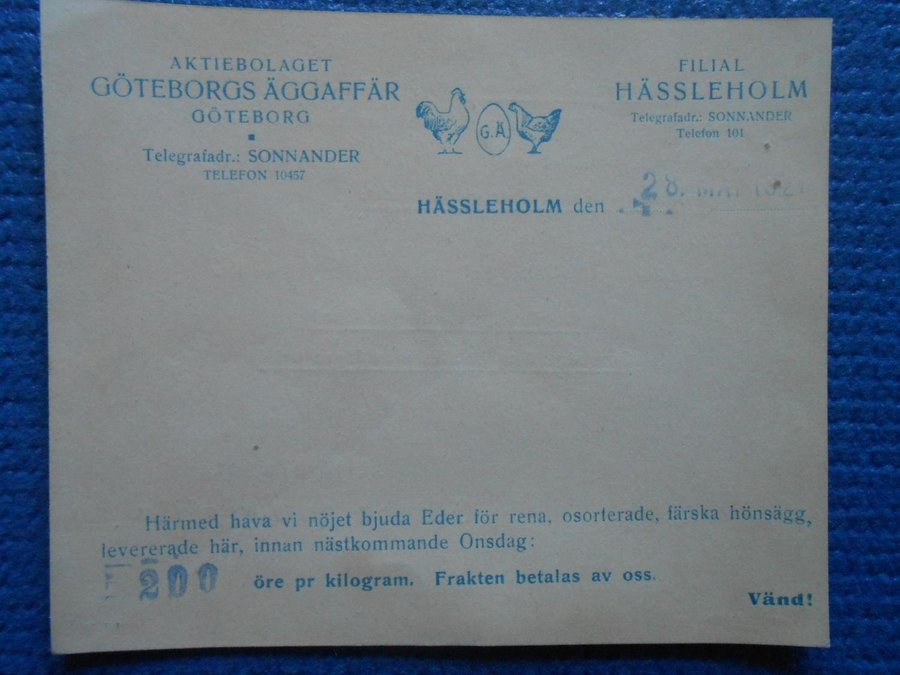 AKTIEBOLAGET
GÖTEBORGS ÄGGAFFÄR
GÖTEBORG
Telegrafadr.: SONNANDER
TELEFON 10457
G.Ä
FILIAL
HÄSSLEHOLM
Telegrafadr.: SONNANDER
Telefon 101
HÄSSLEHOLM den 28. MAJ
Härmed hava vi nöjet bjuda Eder för rena, osorterade, färska hönsägg,
levererade här, innan nästkommande Onsdag:
200 öre pr kilogram. Frakten betalas av oss.
Vänd!